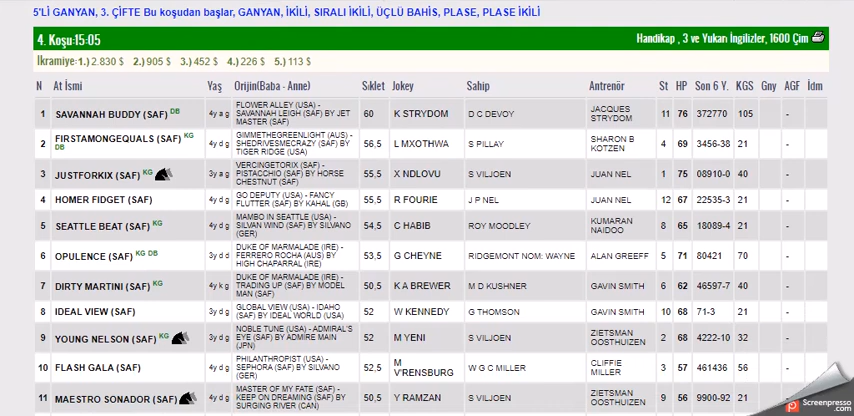 5'Lİ GANYAN, 3. ÇİFTE Bu koşudan başlar, GANYAN, İKİLİ, SIRALI İKİLİ, ÜÇLÜ BAHİS, PLASE, PLASE İKİLİ
4. Koşu:15:05 Handikap , 3 ve Yukarı İngilizler, 1600 Çim
İkramiye:1.) 2.830 $ 2.) 905 $ 3.) 452 $ 4.) 226 $ 5.) 113 $
N At İsmi Yaş Orijin(Baba - Anne) Sıklet Jokey Sahip Antrenör St HP Son 6 Y. KGS Gny AGF İdm
1 SAVANNAH BUDDY (SAF) DB 4y a g FLOWER ALLEY (USA) - SAVANNAH LEIGH (SAF) BY JET MASTER (SAF) 60 K STRYDOM D C DEVOY JACQUES STRYDOM 11 76 372770 105 -
2 FIRSTAMONGEQUALS (SAF) KG DB 4y d g GIMMETHEGREENLIGHT (AUS) - SHEDRIVESMECRAZY (SAF) BY TIGER RIDGE (USA) 56,5 L MXOTHWA S PILLAY SHARON B KOTZEN 4 69 3456-38 21 -
3 JUSTFORKIX (SAF) KG 3y a g VERCINGETORIX (SAF) - PISTACCHIO (SAF) BY HORSE CHESTNUT (SAF) 55,5 X NDLOVU S VILJOEN JUAN NEL 1 75 08910-0 40 -
4 HOMER FIDGET (SAF) 4y d g GO DEPUTY (USA) - FANCY FLUTTER (SAF) BY KAHAL (GB) 55,5 R FOURIE J P NEL JUAN NEL 12 67 22535-3 21 -
5 SEATTLE BEAT (SAF) KG 4y d g MAMBO IN SEATTLE (USA) - SILVAN WIND (SAF) BY SILVANO (GER) 54,5 C HABIB ROY MOODLEY KUMARAN NAIDOO 8 65 18089-4 21 -
6 OPULENCE (SAF) KG DB 3y d d DUKE OF MARMALADE (IRE) - FERRERO ROCHA (AUS) BY HIGH CHAPARRAL (IRE) 53,5 G CHEYNE RIDGEMONT NOM: WAYNE ALAN GREEFF 5 71 80421 70 -
7 DIRTY MARTINI (SAF) KG 4y k g DUKE OF MARMALADE (IRE) - TRADING UP (SAF) BY MODEL MAN (SAF) 50,5 K A BREWER M D KUSHNER GAVIN SMITH 6 62 46597-7 40 -
8 IDEAL VIEW (SAF) 3y d g GLOBAL VIEW (USA) - IDAHO (SAF) BY IDEAL WORLD (USA) 52 W KENNEDY G THOMSON GAVIN SMITH 10 68 71-3 21 -
9 YOUNG NELSON (SAF) KG 3y d g NOBLE TUNE (USA) - ADMIRAL'S EYE (SAF) BY ADMIRE MAIN (JPN) 52 M YENI S VILJOEN ZIETSMAN OOSTHUIZEN 2 68 4222-10 32 -
10 FLASH GALA (SAF) 4y d g PHILANTHROPIST (USA) - SEPHORA (SAF) BY SILVANO (GER) 52,5 M V'RENSBURG W G C MILLER CLIFFIE MILLER 3 57 461436 56 -
11 MAESTRO SONADOR (SAF) 4y d g MASTER OF MY FATE (SAF) - KEEP ON DREAMING (SAF) BY SURGING RIVER (CAN) 50,5 Y RAMZAN S VILJOEN ZIETSMAN OOSTHUIZEN 9 56 9900-92 21 -
Screenpresso